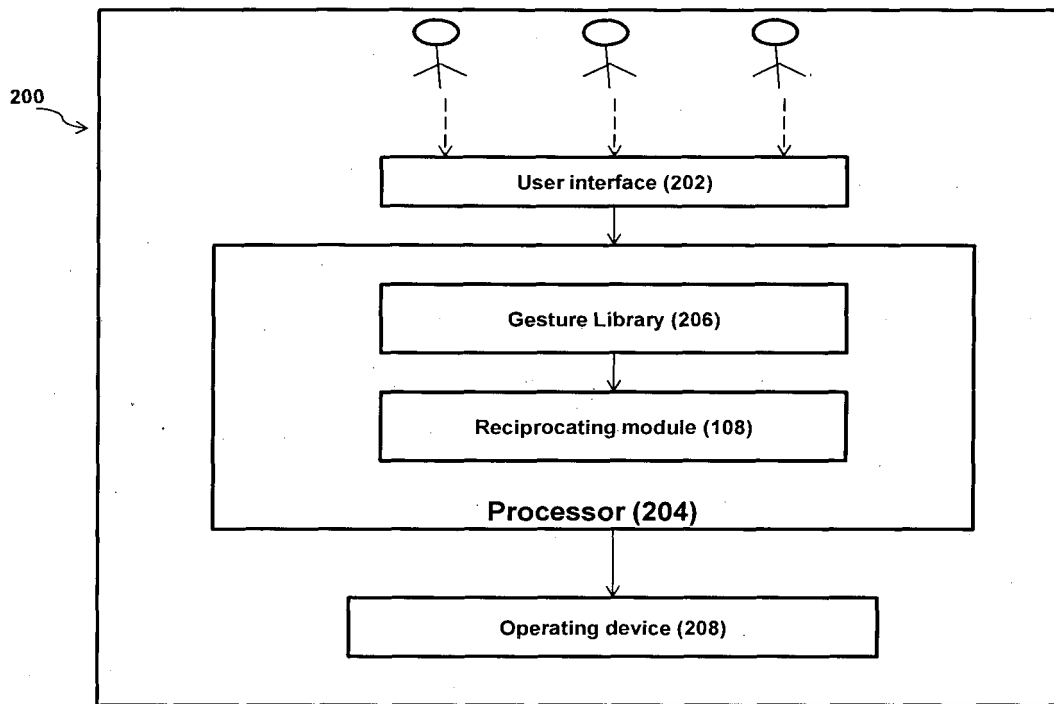 200
User interface (202)
Gesture Library (206)
Reciprocating module (108)
Processor (204)
Operating device (208)